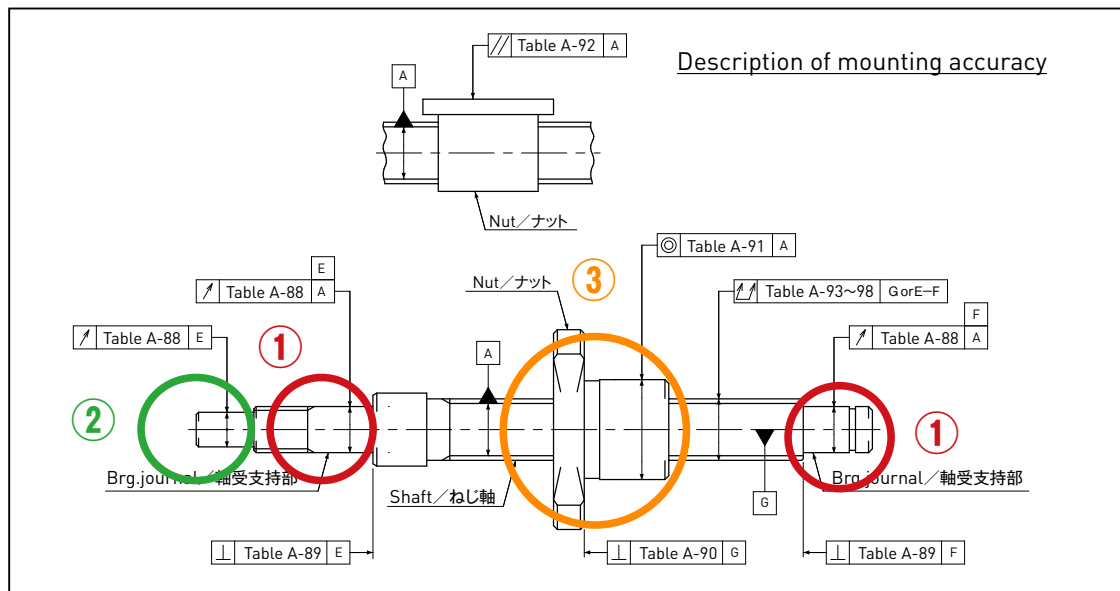 // Table A-92 A
Description of mounting accuracy
A
Nut／ナット
◎ Table A-91 A
E
Nut／ナット
③
↗ Table A-88 A
Table A-93〜98 GorE−F
F
↗ Table A-88 E
①
A
↗ Table A-88 A
②
①
Brg.journal／軸受支持部
Shaft／ねじ軸
G
Brg.journal／軸受支持部
⊥ Table A-89 E
⊥ Table A-90 G
⊥ Table A-89 F